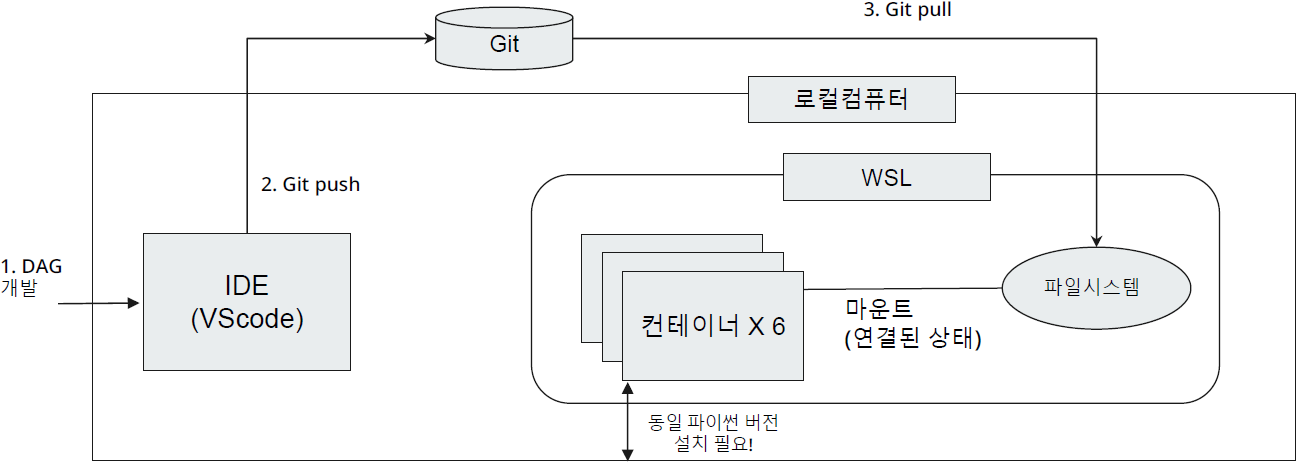 3. Git pull
Git
로컬컴퓨터
WSL
2. Git push
1. DAG
개발
IDE
(VScode)
컨테이너 X 6
마운트
(연결된 상태)
파일시스템
동일 파이썬 버전
설치 필요!